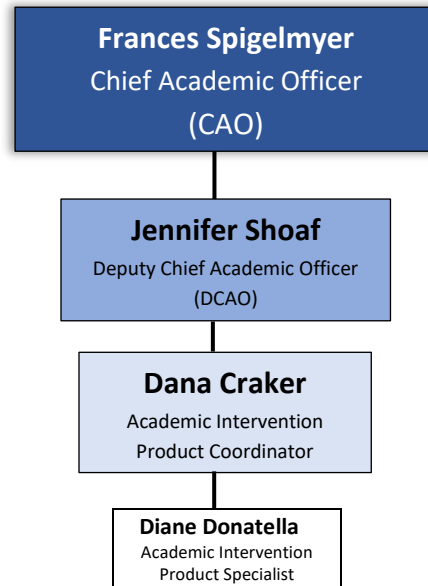 Frances Spigelmyer
Chief Academic Officer
(CAO)
Jennifer Shoaf
Deputy Chief Academic Officer
(DCAO)
Dana Craker
Academic Intervention
Product Coordinator
Diane Donatella
Academic Intervention
Product Specialist